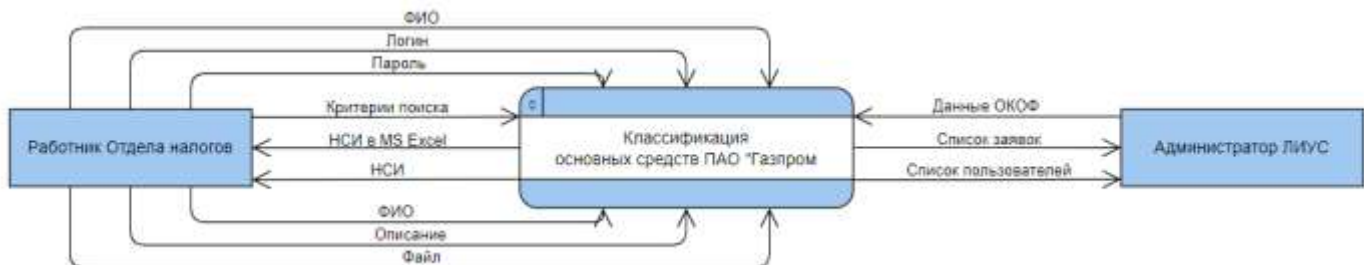 ФИО
Логин
Пароль
Критерии поиска
Данные ОКОФ
Работник Отдела налогов
НСИ в MS Excel
Классификация
основных средств ПАО "Газпром
Список заявок
Администратор ЛИУС
НСИ
Список пользователей
ФИО
Описание
Файл